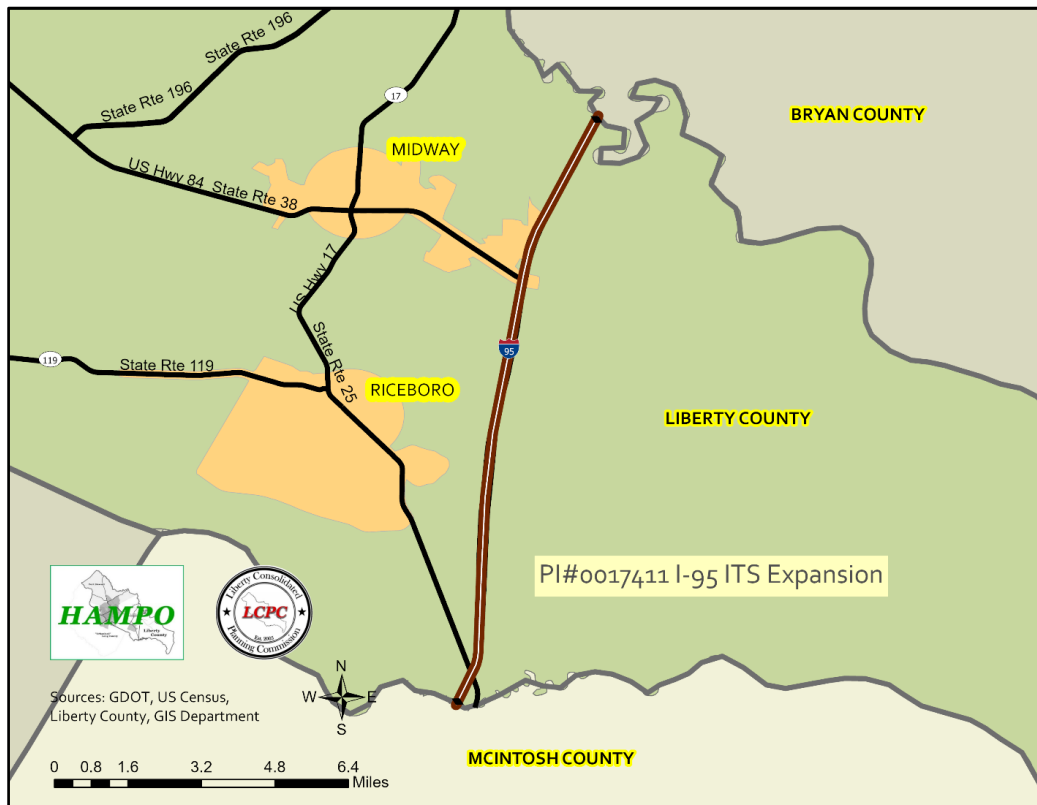 State Rte 196
State Rte 196
17
BRYAN COUNTY
MIDWAY
US Hwy 84 State Rte 38
US Hwy 17
95
119
State Rte 119
State Rte 25
RICEBORO
LIBERTY COUNTY
PI#0017411 I-95 ITS Expansion
HAMPO
Liberty Consolidated
LCPC
Est. 2002
Planning Commission
N
W E
S
Sources: GDOT, US Census,
Liberty County, GIS Department
MCINTOSH COUNTY
0 0.8 1.6 3.2 4.8 6.4
Miles